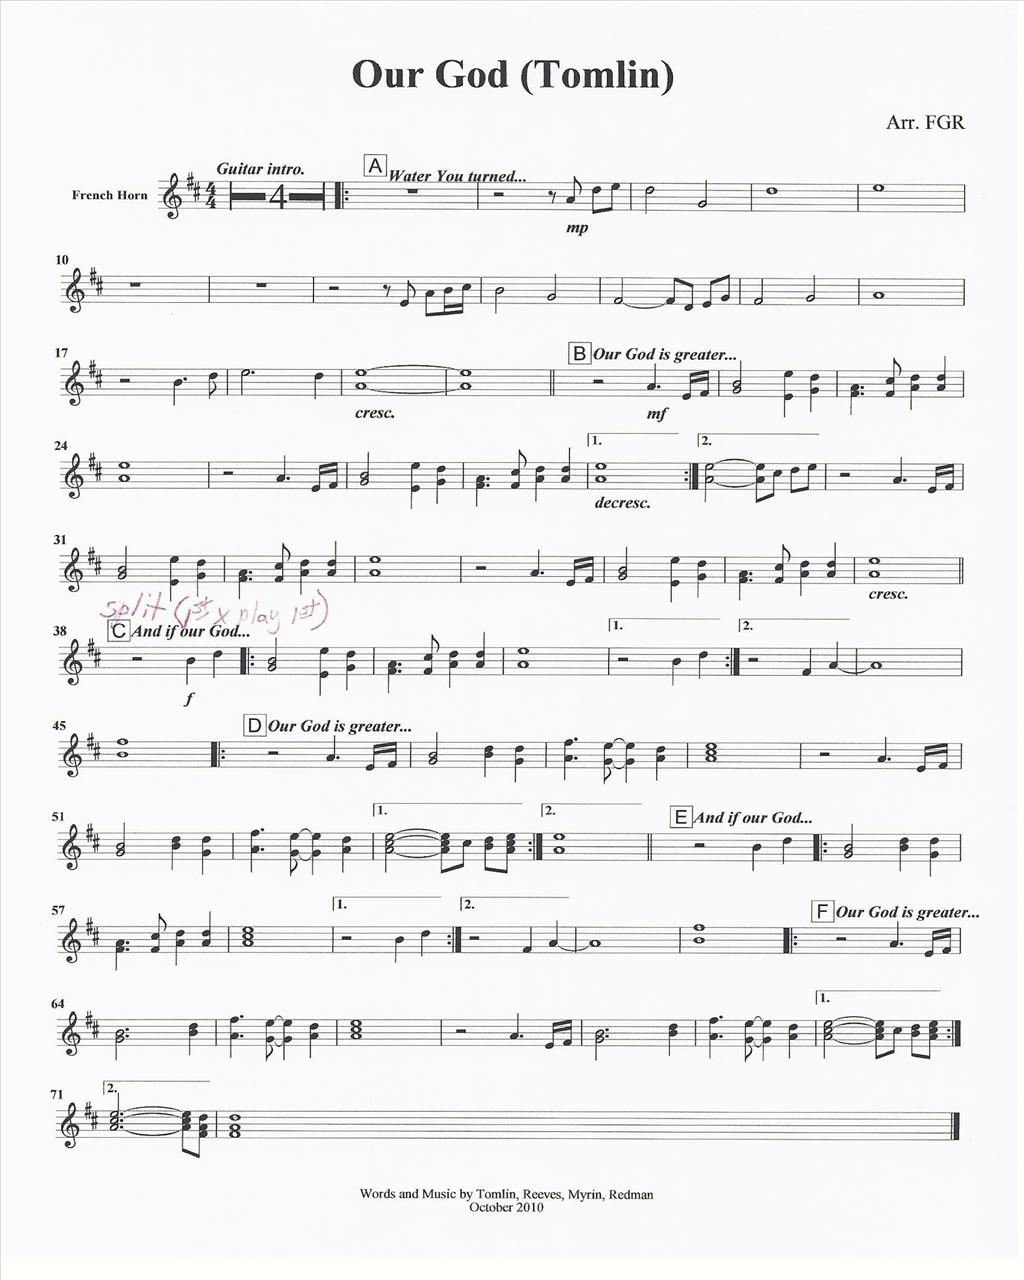 Our God (Tomlin)
Arr. FGR
Guitar intro.
A Water You turned...
French Horn
4
mp
10
17
B Our God is greater...
cresc.
mf
24
1.
2.
decresc.
31
cresc.
split (1st x play 1st)
38
C And if our God...
1.
2.
f
45
D Our God is greater...
51
1.
2.
E And if our God...
57
1.
2.
F Our God is greater...
64
1.
71
2.
Words and Music by Tomlin, Reeves, Myrin, Redman
October 2010